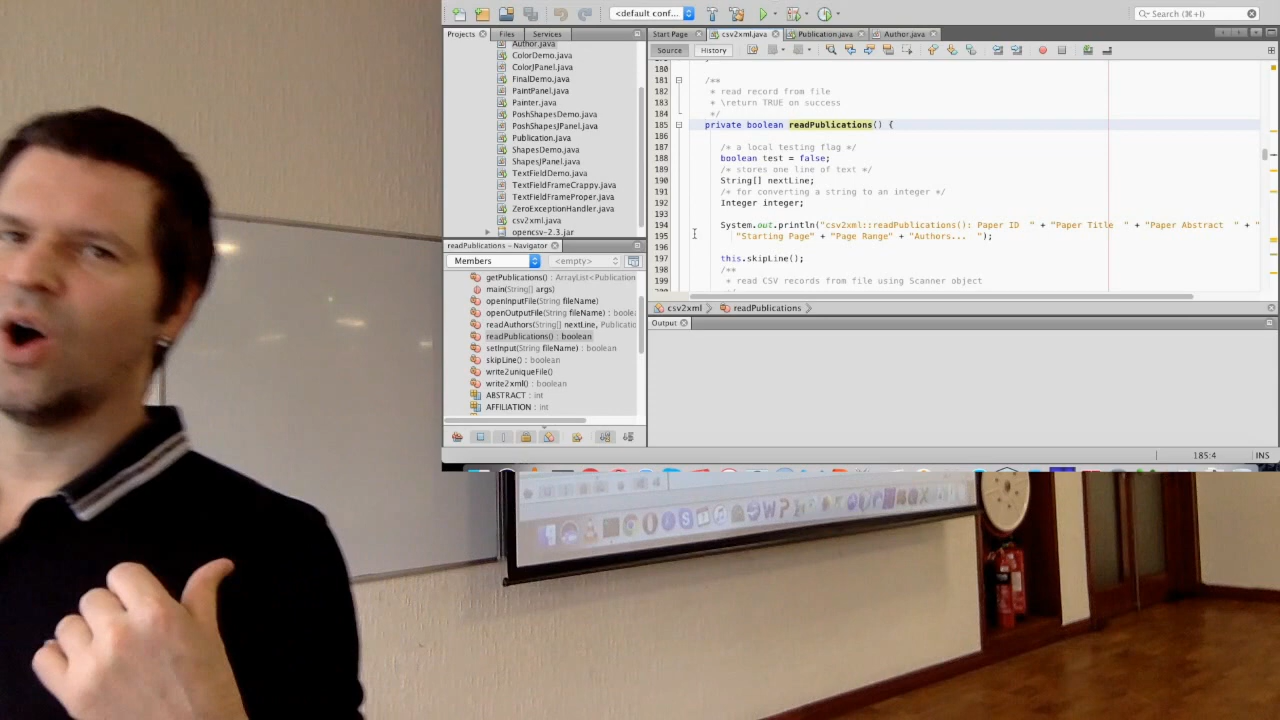 <default conf...
Search (⌘+I)
Projects
Files
Services
Author.java
ColorDemo.java
ColorJPanel.java
FinalDemo.java
PaintPanel.java
Painter.java
PoshShapesDemo.java
PoshShapesJPanel.java
Publication.java
ShapesDemo.java
ShapesJPanel.java
TextFieldDemo.java
TextFieldFrameCrappy.java
TextFieldFrameProper.java
ZeroExceptionHandler.java
csv2xml.java
opencsv-2.3.jar
readPublications – Navigator
Members
<empty>
getPublications() : ArrayList<Publication
main(String[] args)
openInputFile(String fileName)
openOutputFile(String fileName) : boolea
readAuthors(String[] nextLine, Publicatio
readPublications() : boolean
setInput(String fileName) : boolean
skipLine() : boolean
write2uniqueFile()
write2xml() : boolean
ABSTRACT : int
AFFILIATION : int
Start Page
csv2xml.java
Publication.java
Author.java
Source
History
180
181 /**
182 * read record from file
183 * \return TRUE on success
184 */
185 private boolean readPublications() {
186
187 /* a local testing flag */
188 boolean test = false;
189 /* stores one line of text */
190 String[] nextLine;
191 /* for converting a string to an integer */
192 Integer integer;
193
194 System.out.println("csv2xml::readPublications(): Paper ID " + "Paper Title " + "Paper Abstract " + "
195 "Starting Page" + "Page Range" + "Authors... ");
196
197 this.skipLine();
198 /**
199 * read CSV records from file using Scanner object
csv2xml
readPublications
Output
185:4
INS